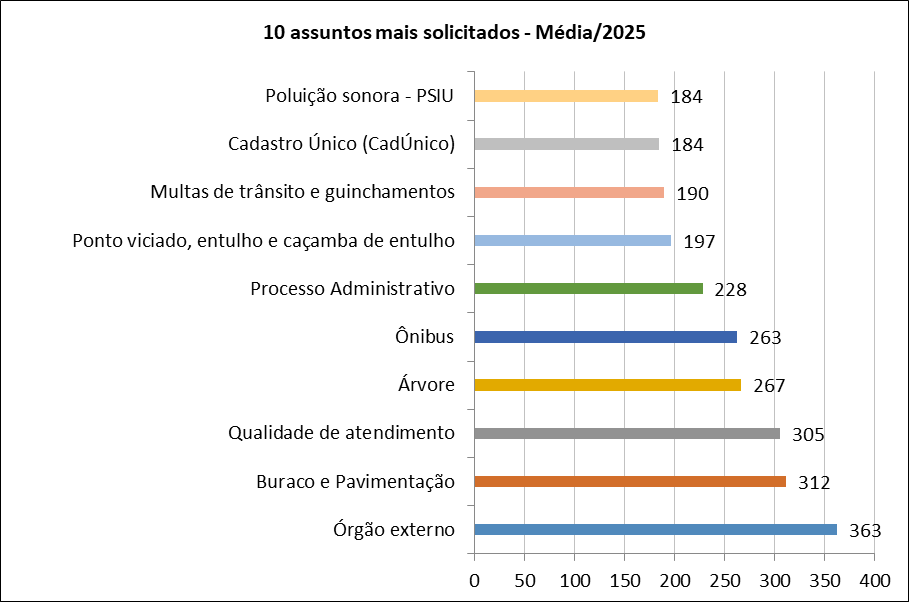 10 assuntos mais solicitados - Média/2025
Poluição sonora - PSIU 184
Cadastro Único (CadÚnico) 184
Multas de trânsito e guinchamentos 190
Ponto viciado, entulho e caçamba de entulho 197
Processo Administrativo 228
Ônibus 263
Árvore 267
Qualidade de atendimento 305
Buraco e Pavimentação 312
Órgão externo 363
0 50 100 150 200 250 300 350 400